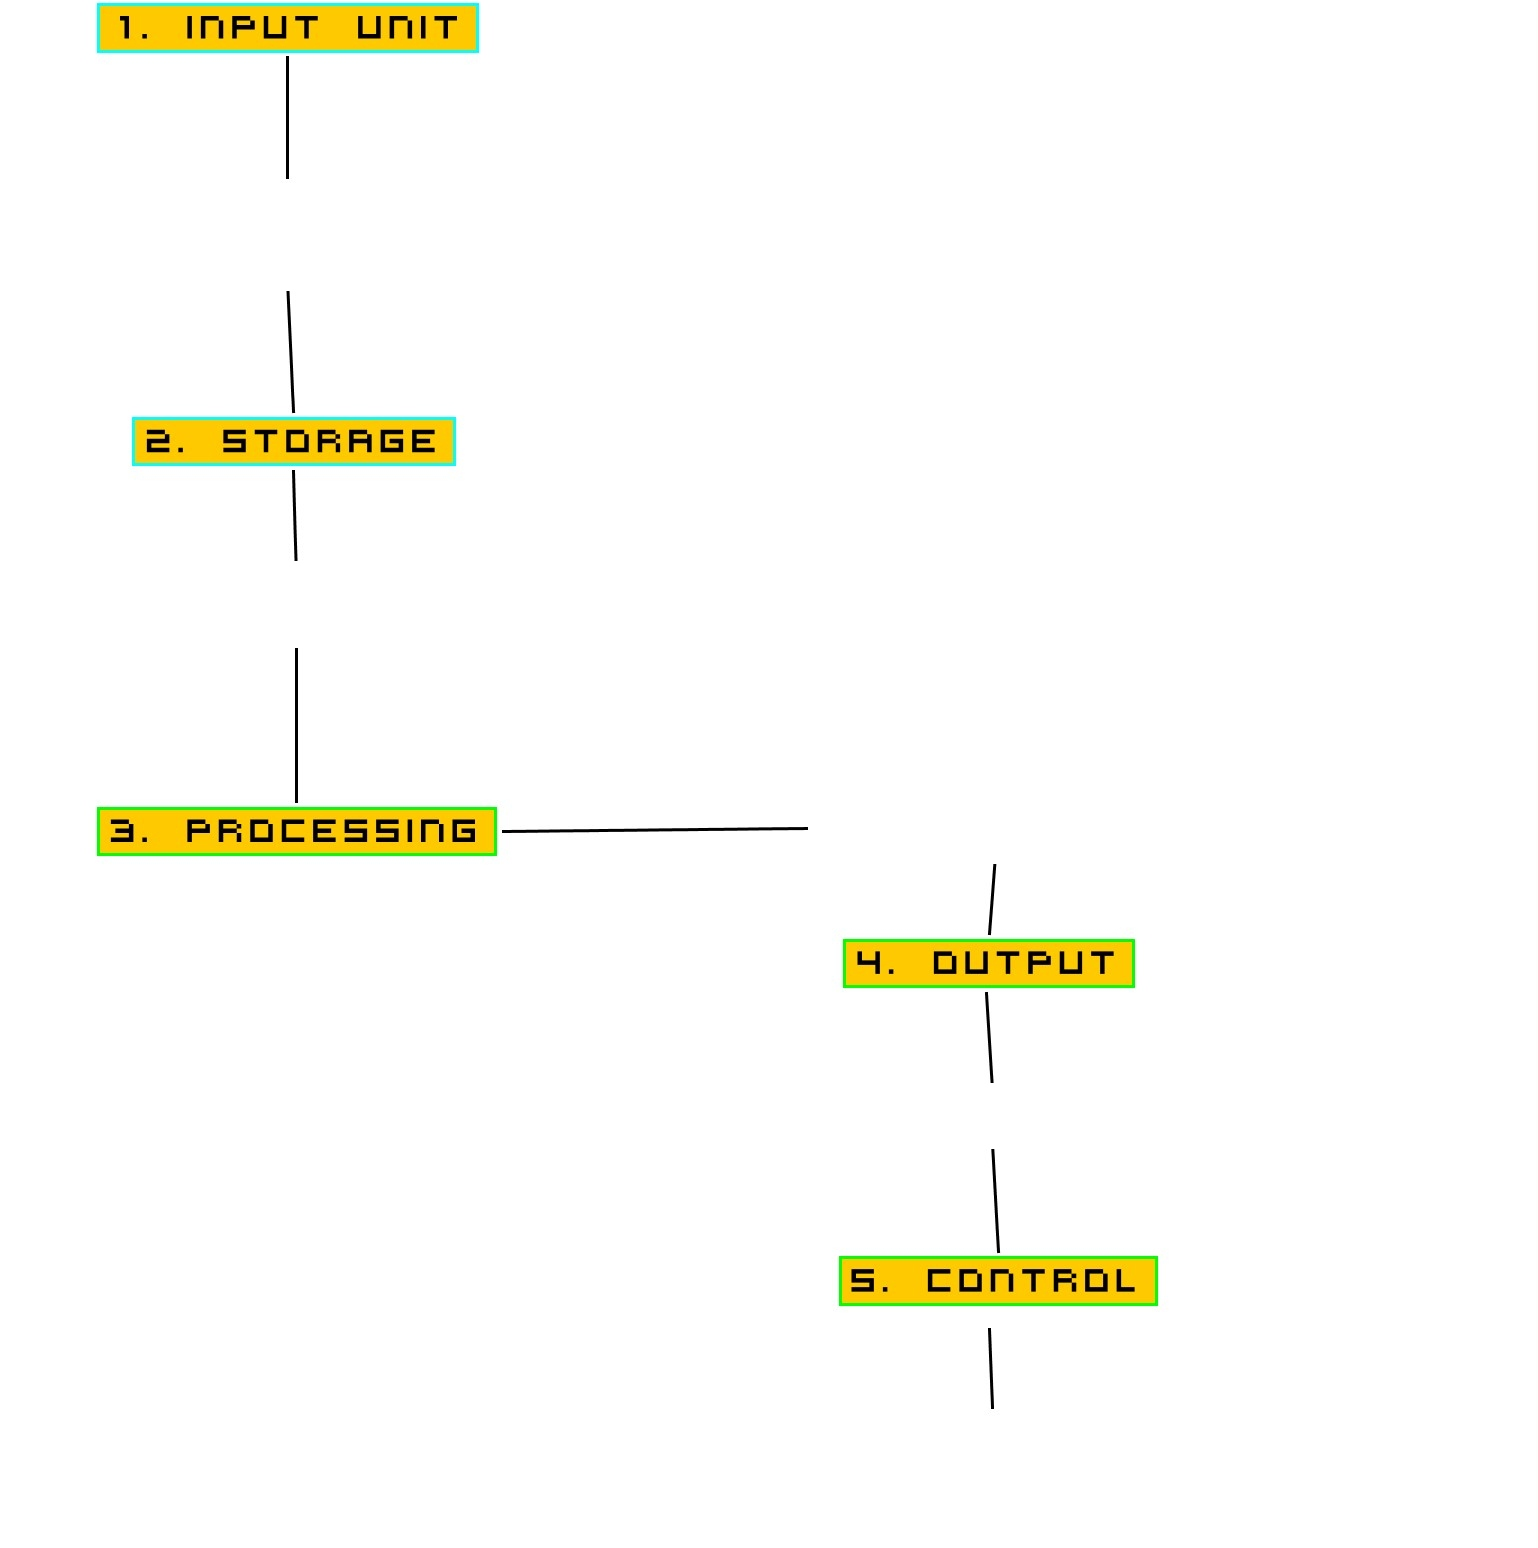 1. INPUT UNIT
2. STORAGE
3. PROCESSING
4. OUTPUT
5. CONTROL